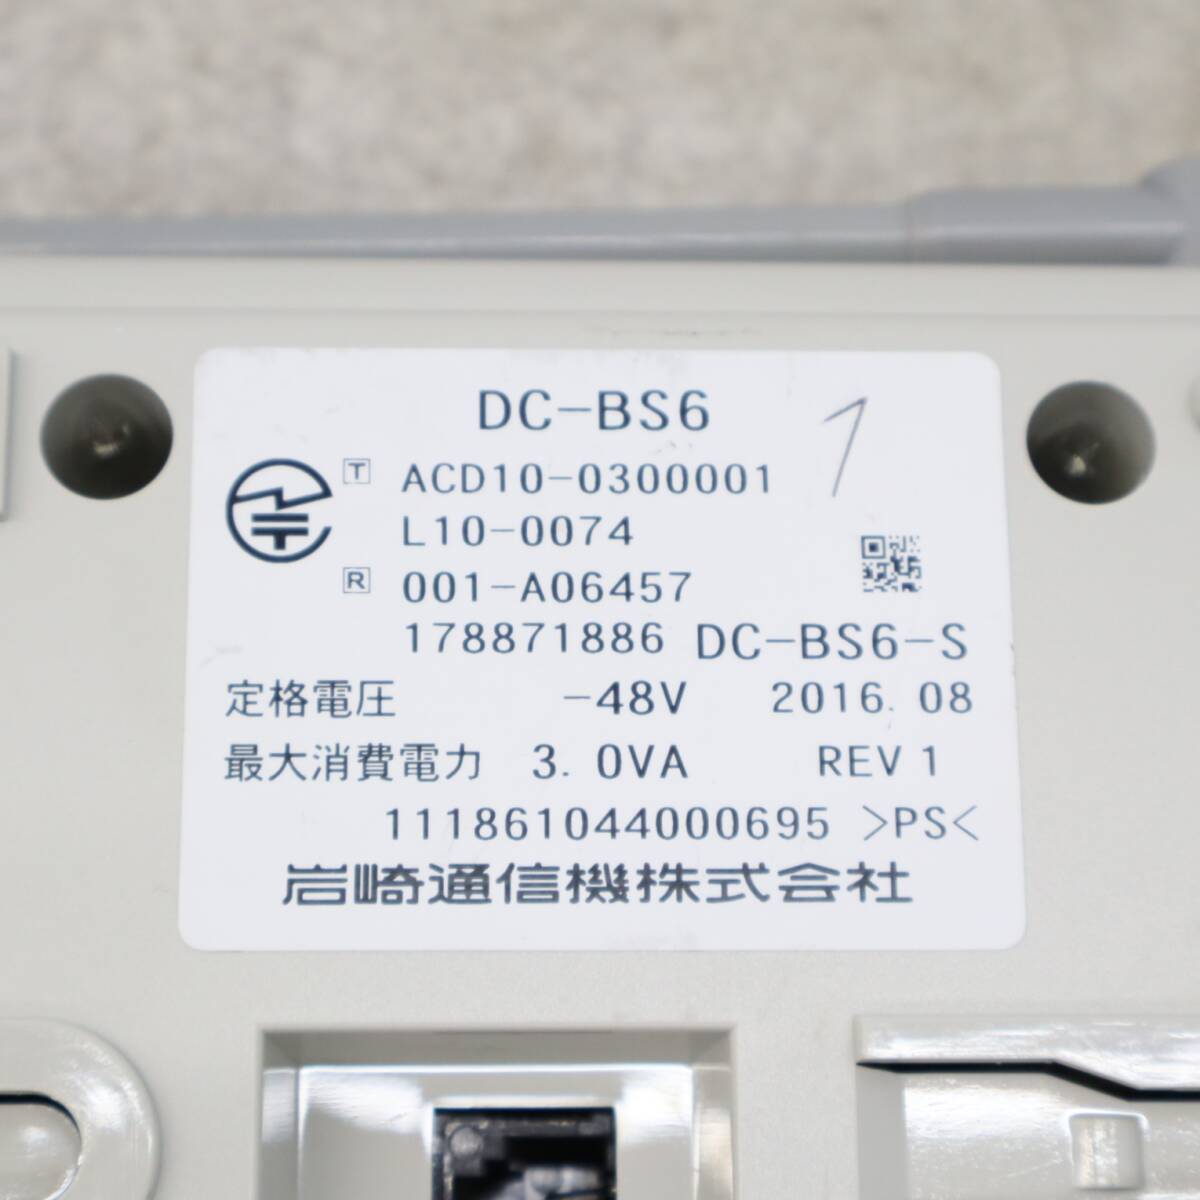 DC-BS6 1
T ACD10-0300001
L10-0074
R 001-A06457
178871886 DC-BS6-S
定格電圧 -48V 2016.08
最大消費電力 3.0VA REV 1
111861044000695 >PS<
岩崎通信機株式会社